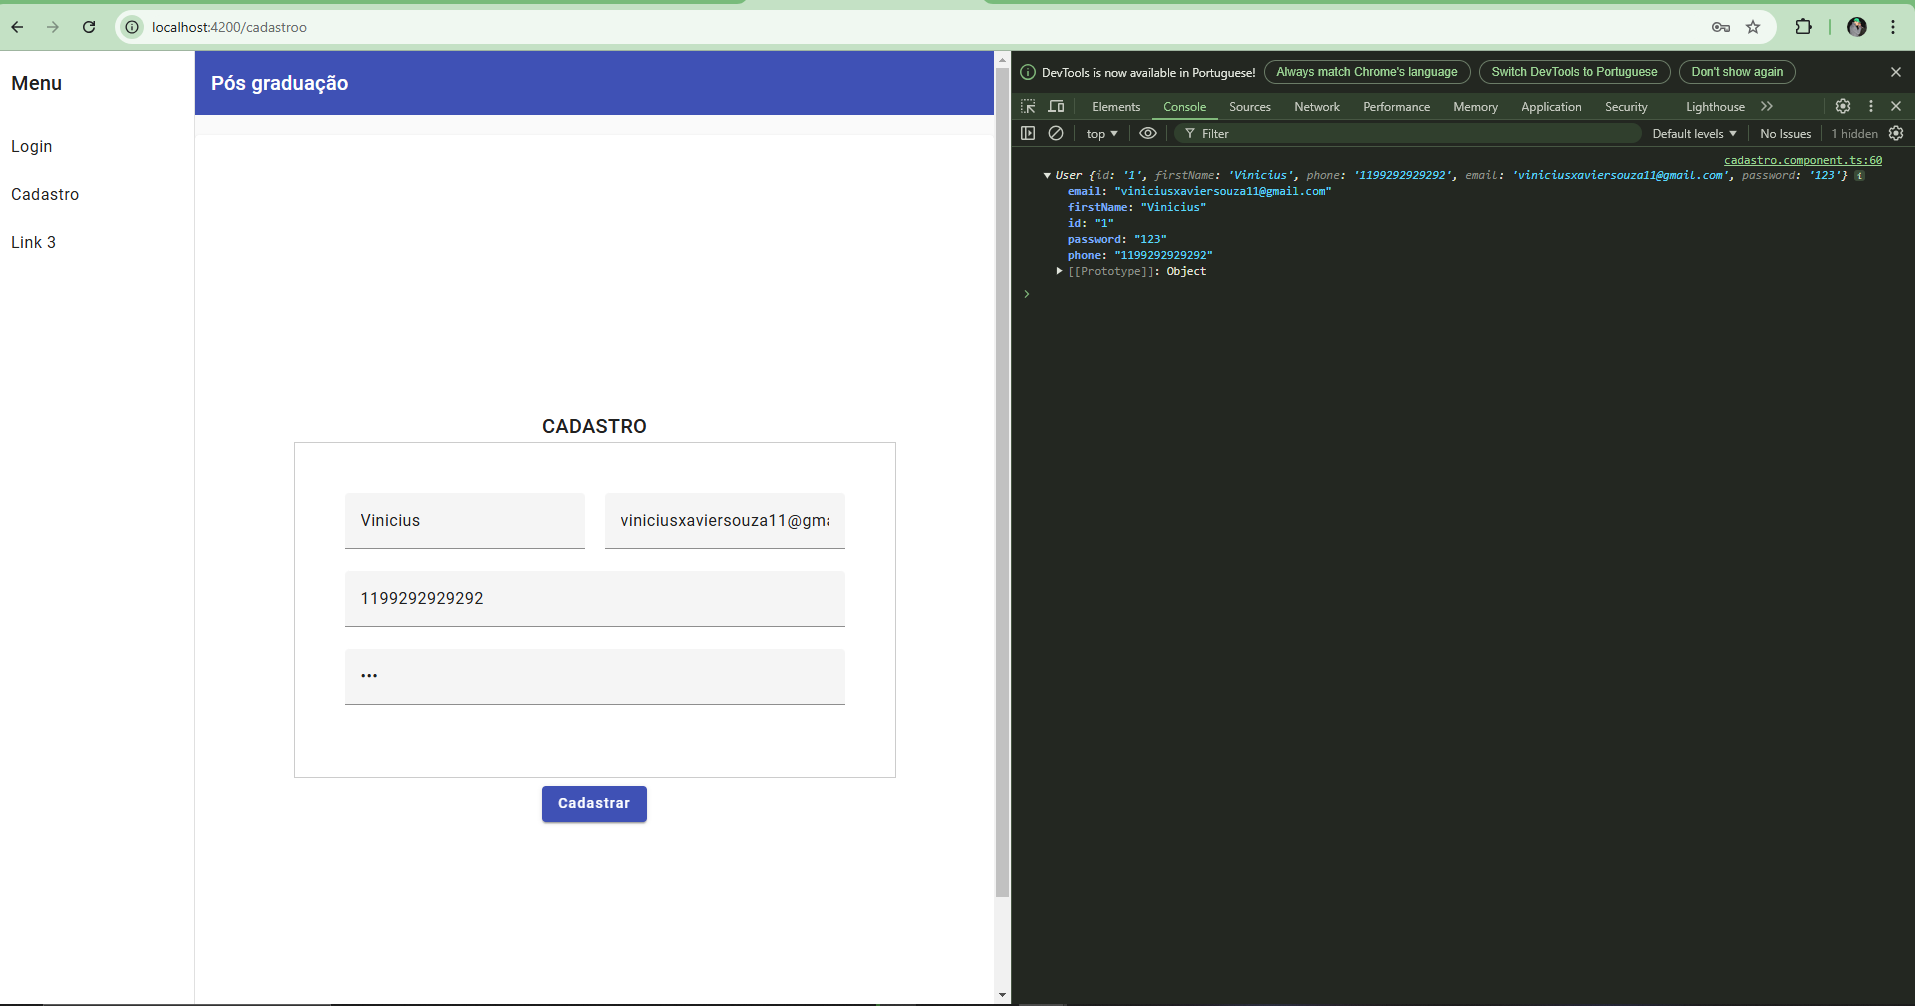 localhost:4200/cadastroo
Menu
Login
Cadastro
Link 3
Pós graduação
CADASTRO
Vinicius
viniciusxaviersouza11@gma
1199292929292
•••
Cadastrar
DevTools is now available in Portuguese! Always match Chrome's language Switch DevTools to Portuguese Don't show again
Elements Console Sources Network Performance Memory Application Security Lighthouse
top Filter Default levels No Issues 1 hidden
cadastro.component.ts:60
User {id: '1', firstName: 'Vinicius', phone: '1199292929292', email: 'viniciusxaviersouza11@gmail.com', password: '123'} i
email: "viniciusxaviersouza11@gmail.com"
firstName: "Vinicius"
id: "1"
password: "123"
phone: "1199292929292"
[[Prototype]]: Object